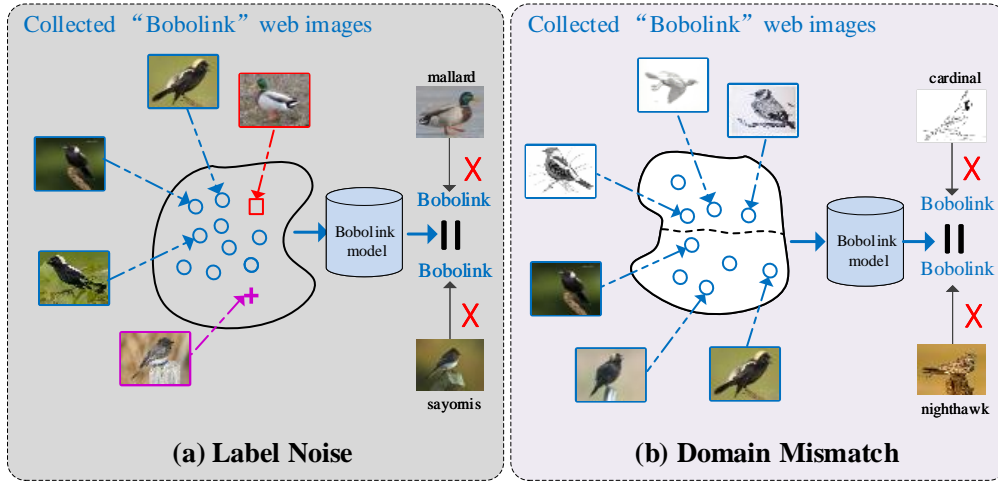 Collected “Bobolink” web images
mallard
Bobolink
Bobolink
model
Bobolink
sayornis
(a) Label Noise
Collected “Bobolink” web images
cardinal
Bobolink
Bobolink
model
Bobolink
nighthawk
(b) Domain Mismatch